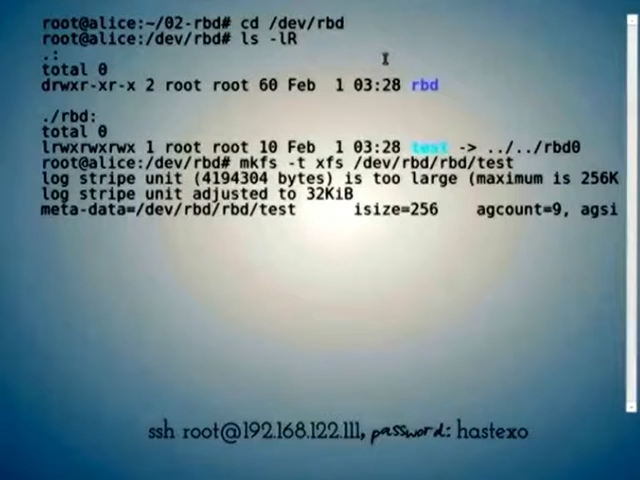 root@alice:~/02-rbd# cd /dev/rbd
root@alice:/dev/rbd# ls -lR
.:
total 0
drwxr-xr-x 2 root root 60 Feb  1 03:28 rbd
./rbd:
total 0
lrwxrwxrwx 1 root root 10 Feb  1 03:28 test -> ../../rbd0
root@alice:/dev/rbd# mkfs -t xfs /dev/rbd/rbd/test
log stripe unit (4194304 bytes) is too large (maximum is 256K
log stripe unit adjusted to 32KiB
meta-data=/dev/rbd/rbd/test      isize=256    agcount=9, agsi
ssh root@192.168.122.111, password: hastexo